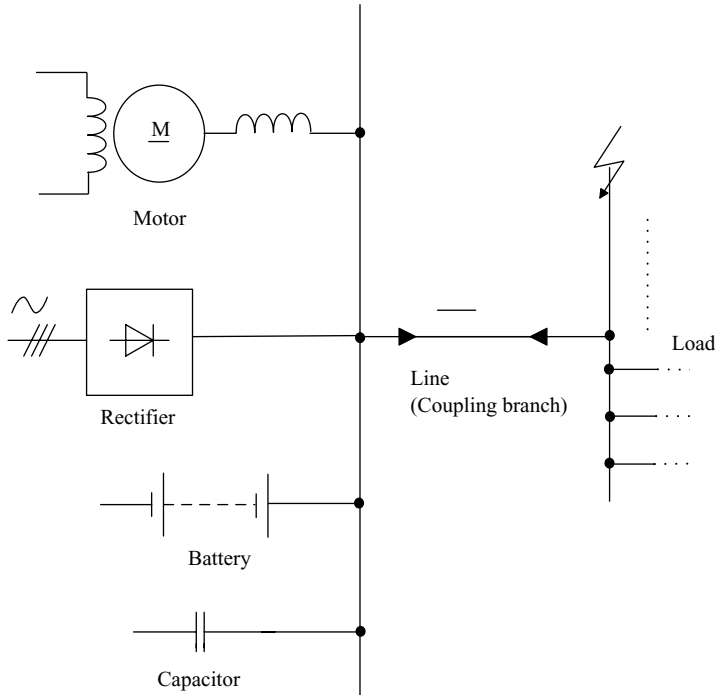 M
Motor
Rectifier
Load
Line
(Coupling branch)
Battery
Capacitor